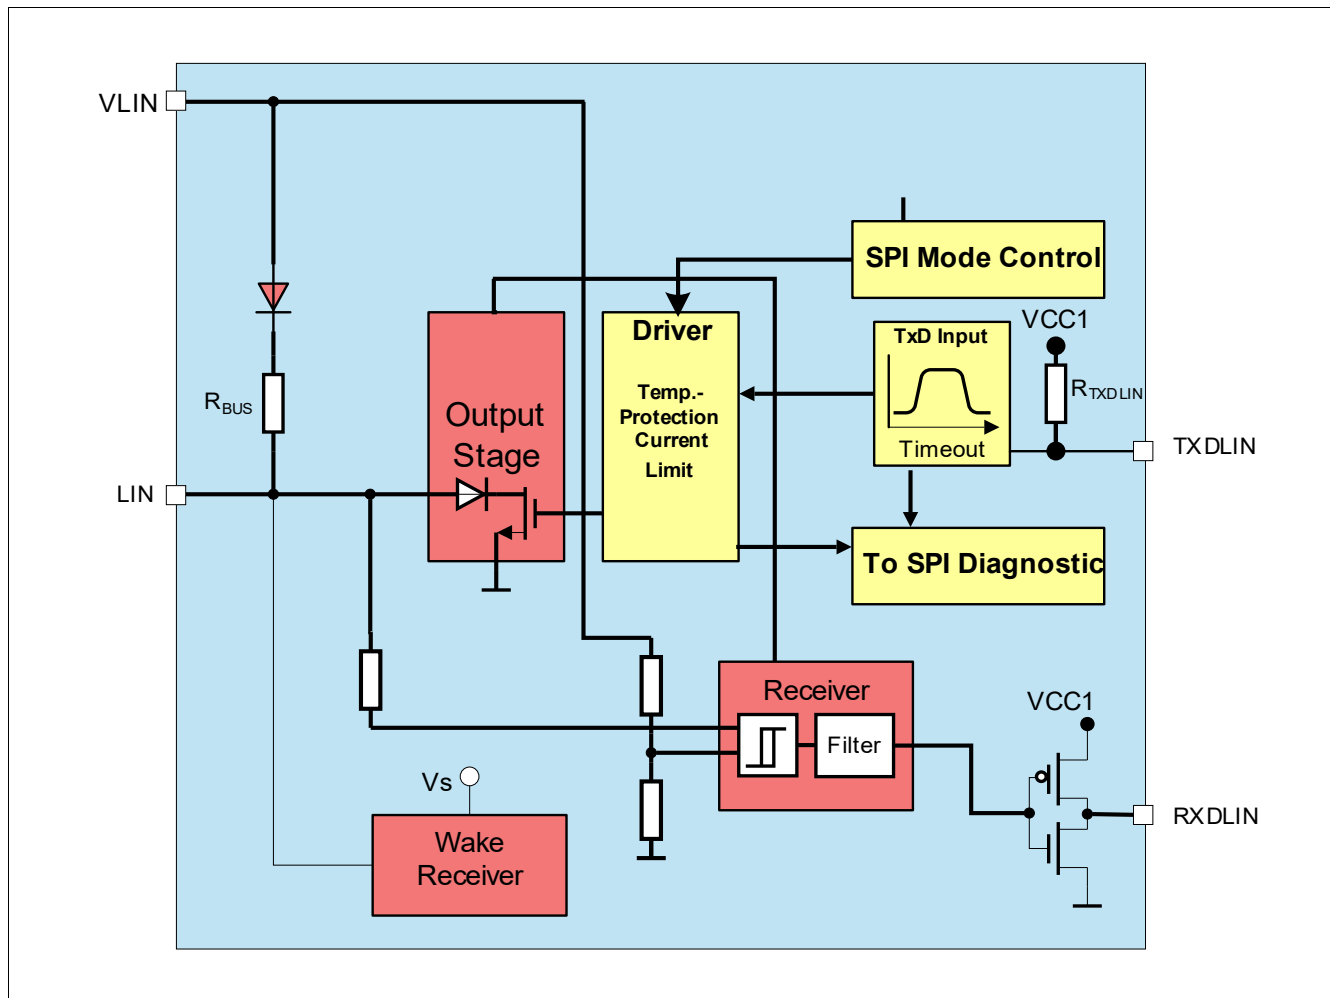 VLIN
SPI Mode Control
VCC1
Driver
TxD Input
Temp.-
Protection
Current
Limit
RTXDLIN
RBUS
Output
Stage
Timeout
TXDLIN
LIN
To SPI Diagnostic
Receiver
VCC1
Filter
Vs
RXDLIN
Wake
Receiver